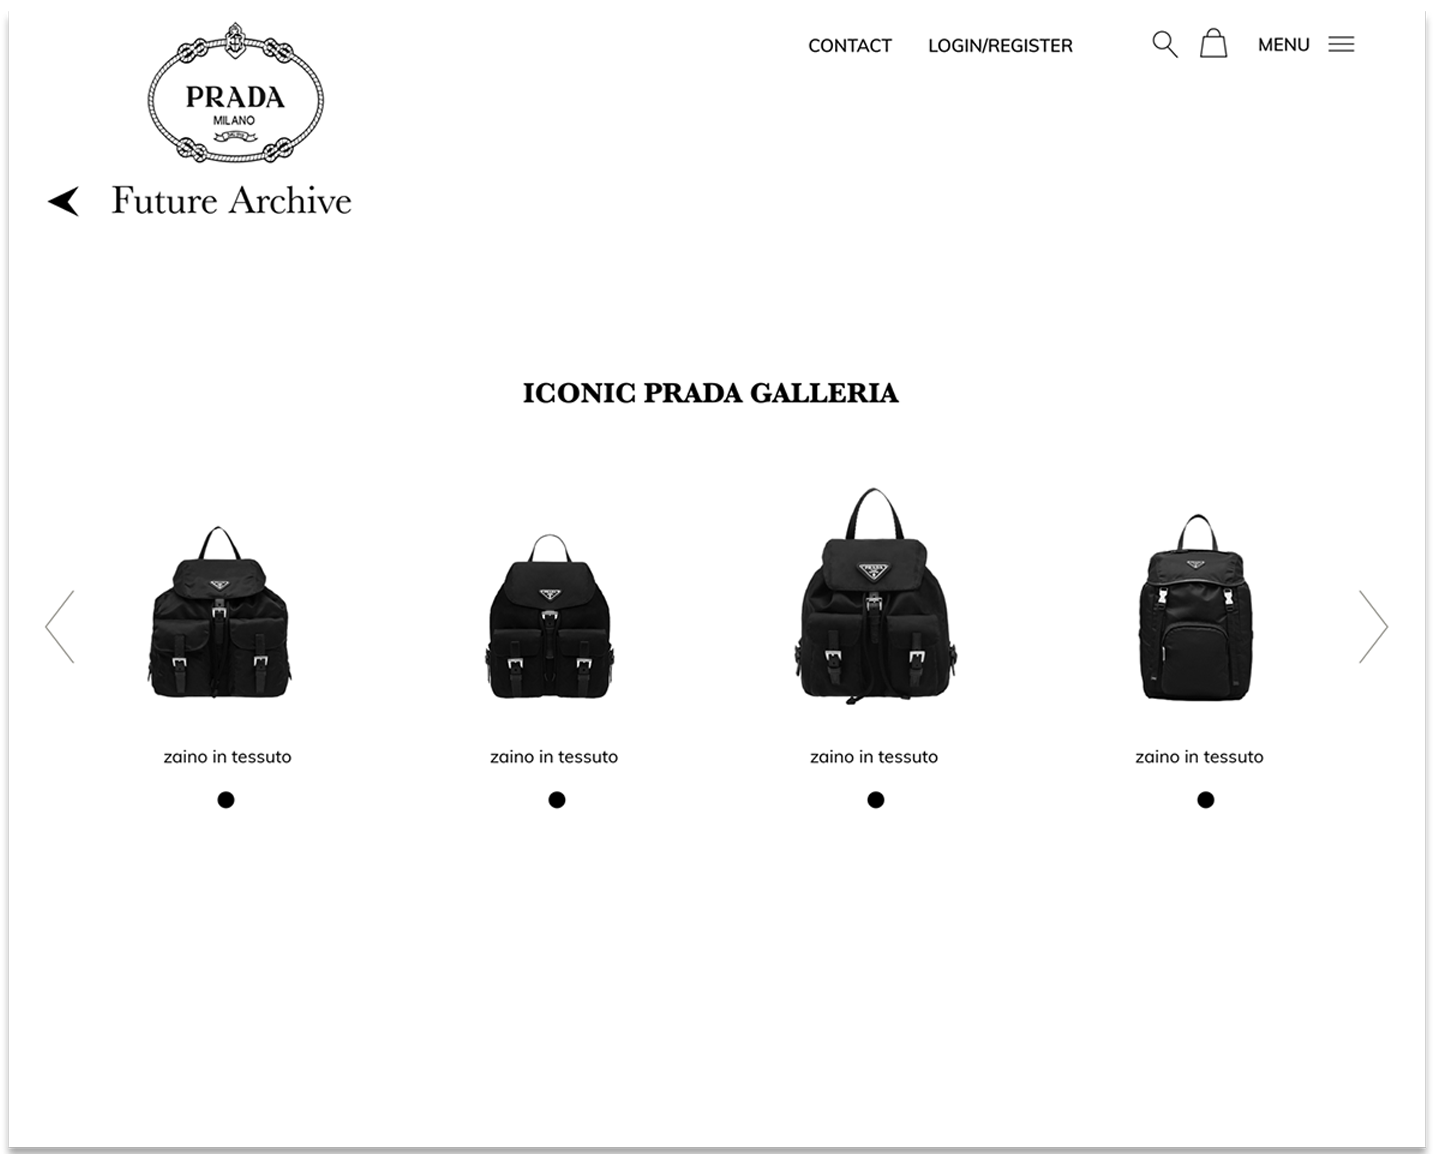 CONTACT
LOGIN/REGISTER
MENU
PRADA
MILANO
Future Archive
ICONIC PRADA GALLERIA
PRADA
zaino in tessuto
zaino in tessuto
zaino in tessuto
zaino in tessuto